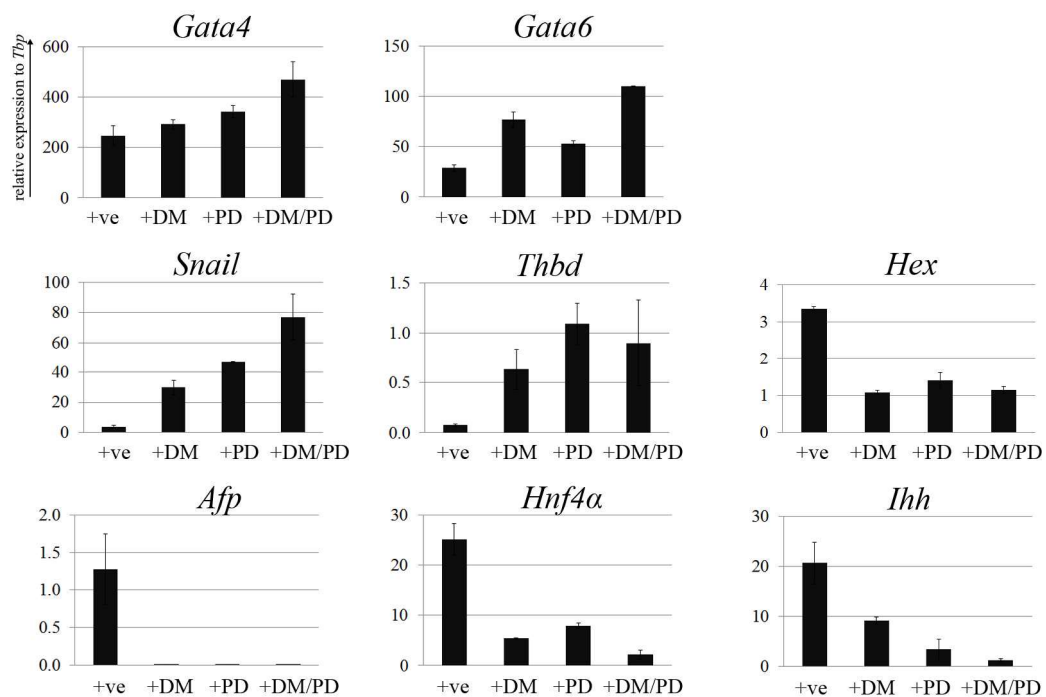 Gata4
Gata6
relative expression to Tbp
600
400
200
0
+ve +DM +PD +DM/PD
150
100
50
0
+ve +DM +PD +DM/PD
Snail
Thbd
Hex
100
80
60
40
20
0
+ve +DM +PD +DM/PD
1.5
1.0
0.5
0.0
+ve +DM +PD +DM/PD
4
3
2
1
0
+ve +DM +PD +DM/PD
Afp
Hnf4α
Ihh
2.0
1.5
1.0
0.5
0.0
+ve +DM +PD +DM/PD
30
20
10
0
+ve +DM +PD +DM/PD
30
20
10
0
+ve +DM +PD +DM/PD